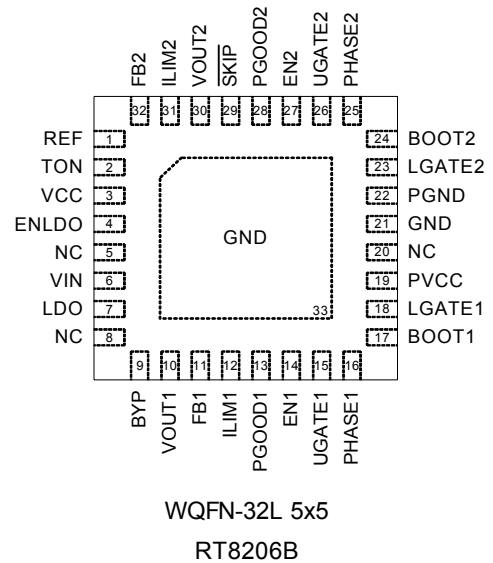 FB2
ILIM2
VOUT2
SKIP
PGOOD2
EN2
UGATE2
PHASE2
32 31 30 29 28 27 26 25
REF 1
TON 2
VCC 3
ENLDO 4
NC 5
VIN 6
LDO 7
NC 8
GND
33
24 BOOT2
23 LGATE2
22 PGND
21 GND
20 NC
19 PVCC
18 LGATE1
17 BOOT1
9 10 11 12 13 14 15 16
BYP
VOUT1
FB1
ILIM1
PGOOD1
EN1
UGATE1
PHASE1
WQFN-32L 5x5
RT8206B